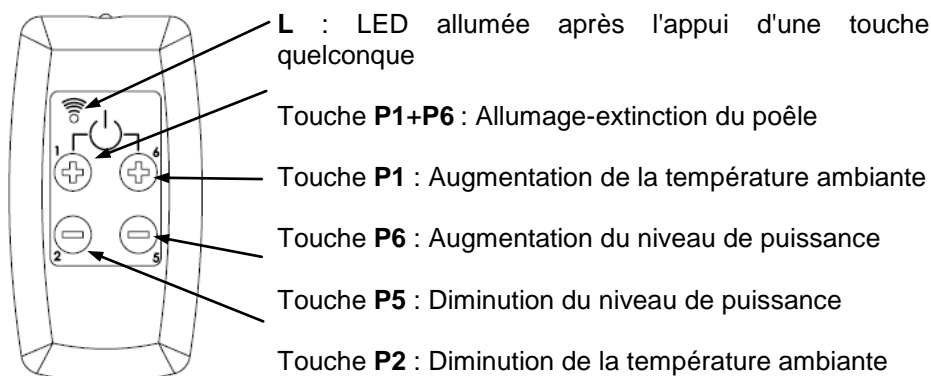 L : LED allumée après l'appui d'une touche
quelconque
Touche P1+P6 : Allumage-extinction du poêle
1 6
Touche P1 : Augmentation de la température ambiante
Touche P6 : Augmentation du niveau de puissance
2 5
Touche P5 : Diminution du niveau de puissance
Touche P2 : Diminution de la température ambiante